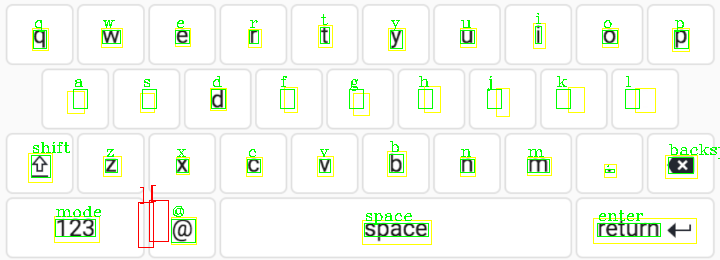 q w e r t y u i o p
q w e r t y u i o p
a s d f g h j k l
d
shift z x c v b n m . backsp
z x c v b n m
mode ] [ @ space enter
123 @ space return